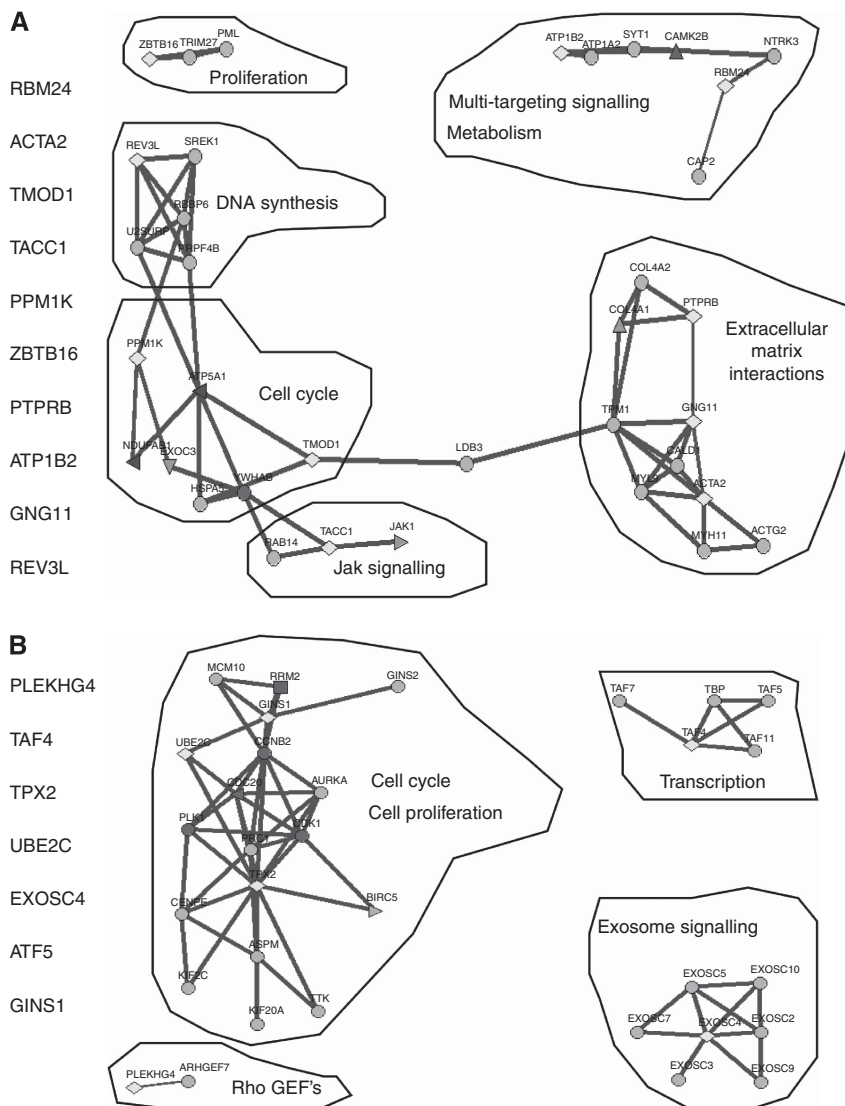 A
RBM24
ACTA2
TMOD1
TACC1
PPM1K
ZBTB16
PTPRB
ATP1B2
GNG11
REV3L
ZBTB16
TRIM27
PML
Proliferation
ATP1B2
ATP1A2
SYT1
CAMK2B
NTRK3
RBM24
Multi-targeting signalling
Metabolism
CAP2
REV3L
SREK1
RBBP6
DNA synthesis
U2SURP
PRPF4B
PPM1K
ATP5A1
Cell cycle
NDUFAB1
EXOC3
TMOD1
HSPA5
YWHAB
LDB3
RAB14
TACC1
JAK1
Jak signalling
COL4A2
COL4A1
PTPRB
Extracellular
matrix
interactions
TPM1
GNG11
CALD1
MYL9
ACTA2
MYH11
ACTG2
B
PLEKHG4
TAF4
TPX2
UBE2C
EXOSC4
ATF5
GINS1
MCM10
RRM2
GINS2
GINS1
UBE2C
CCNB2
CDC20
AURKA
Cell cycle
Cell proliferation
PLK1
CDK1
PRC1
TPX2
CENPE
BIRC5
ASPM
KIF2C
KIF20A
TTK
PLEKHG4
ARHGEF7
Rho GEF's
TAF7
TBP
TAF5
TAF4
TAF11
Transcription
Exosome signalling
EXOSC5
EXOSC10
EXOSC7
EXOSC4
EXOSC2
EXOSC3
EXOSC9